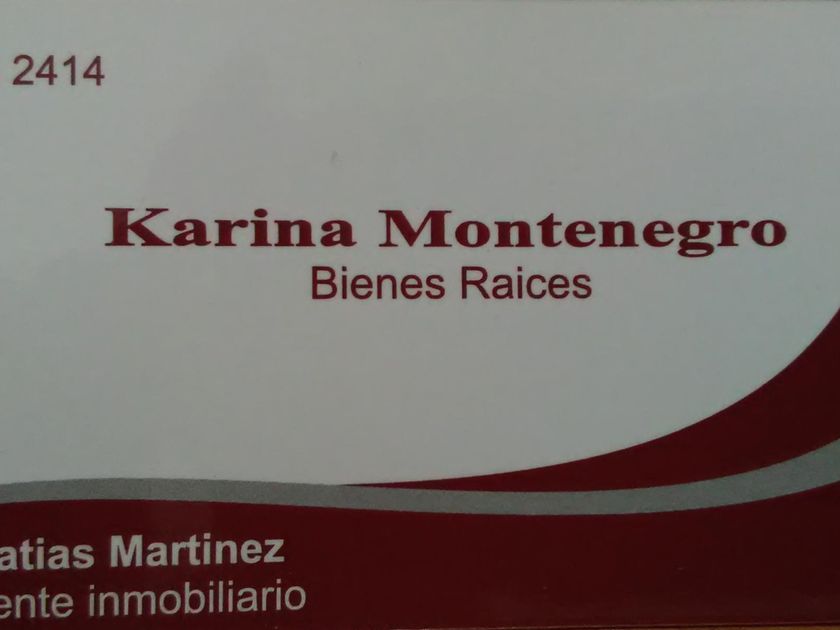 2414
Karina Montenegro
Bienes Raices
atias Martinez
ente inmobiliario